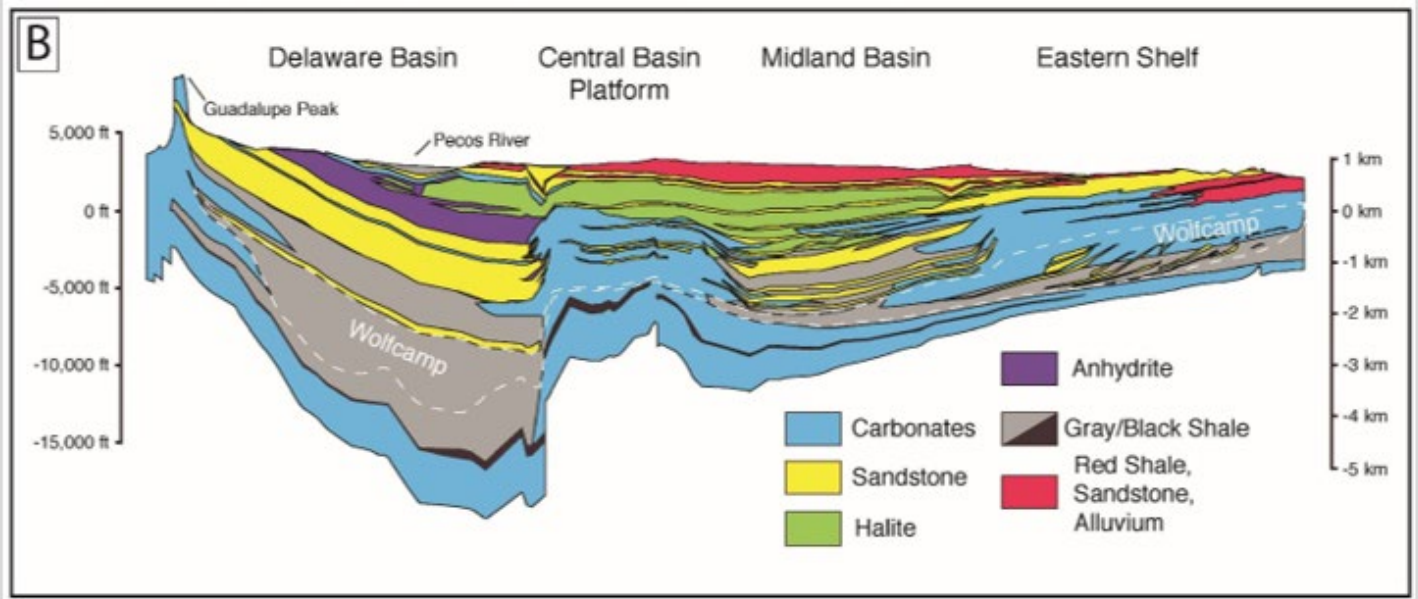 B
Delaware Basin
Central Basin
Platform
Midland Basin
Eastern Shelf
Guadalupe Peak
Pecos River
5,000 ft
0 ft
-5,000 ft
-10,000 ft
-15,000 ft
1 km
0 km
-1 km
-2 km
-3 km
-4 km
-5 km
Wolfcamp
Wolfcamp
Anhydrite
Carbonates
Gray/Black Shale
Sandstone
Red Shale,
Sandstone,
Alluvium
Halite